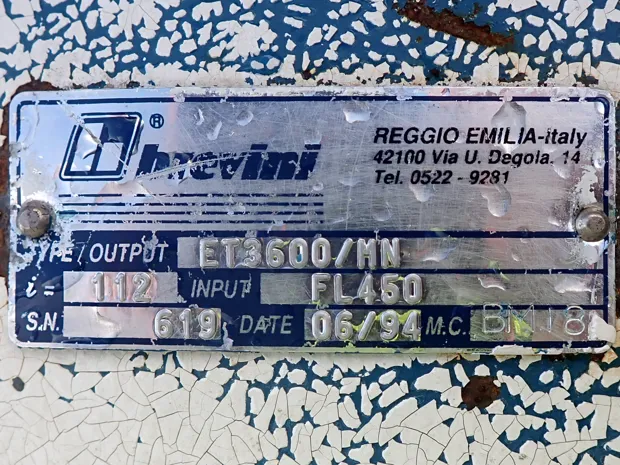 b® brevini
REGGIO EMILIA-italy
42100 Via U. Degola. 14
Tel. 0522 - 9281
TYPE / OUTPUT ET3600/MN
i = 112 INPUT FL450
S.N. 619 DATE 06/94 M.C.